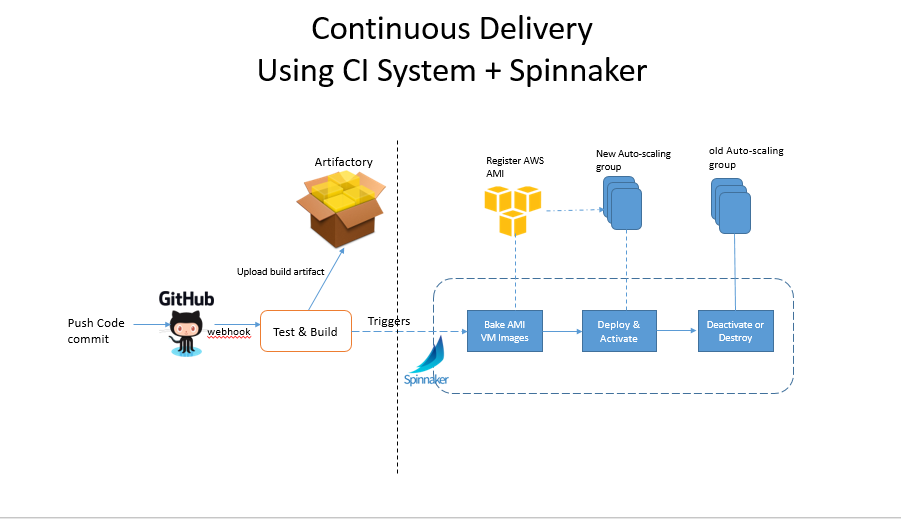 Continuous Delivery
Using CI System + Spinnaker
Artifactory
Register AWS
AMI
New Auto-scaling
group
old Auto-scaling
group
Upload build artifact
GitHub
Push Code
commit
webhook
Test & Build
Triggers
Bake AMI
VM Images
Deploy &
Activate
Deactivate or
Destroy
Spinnaker